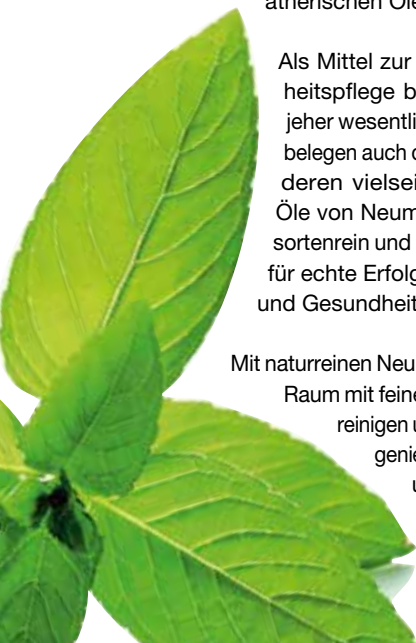 ätherischen Öle
Als Mittel zur
heitspflege b
jeher wesentli
belegen auch d
deren vielsei
Öle von Neum
sortenrein und
für echte Erfolg
und Gesundheit
Mit naturreinen Neu
Raum mit feine
reinigen u
genie
u